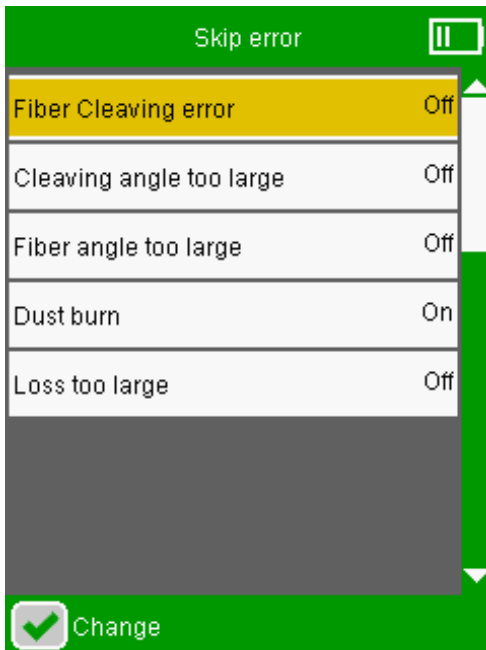 Skip error
Fiber Cleaving error Off
Cleaving angle too large Off
Fiber angle too large Off
Dust burn On
Loss too large Off
Change